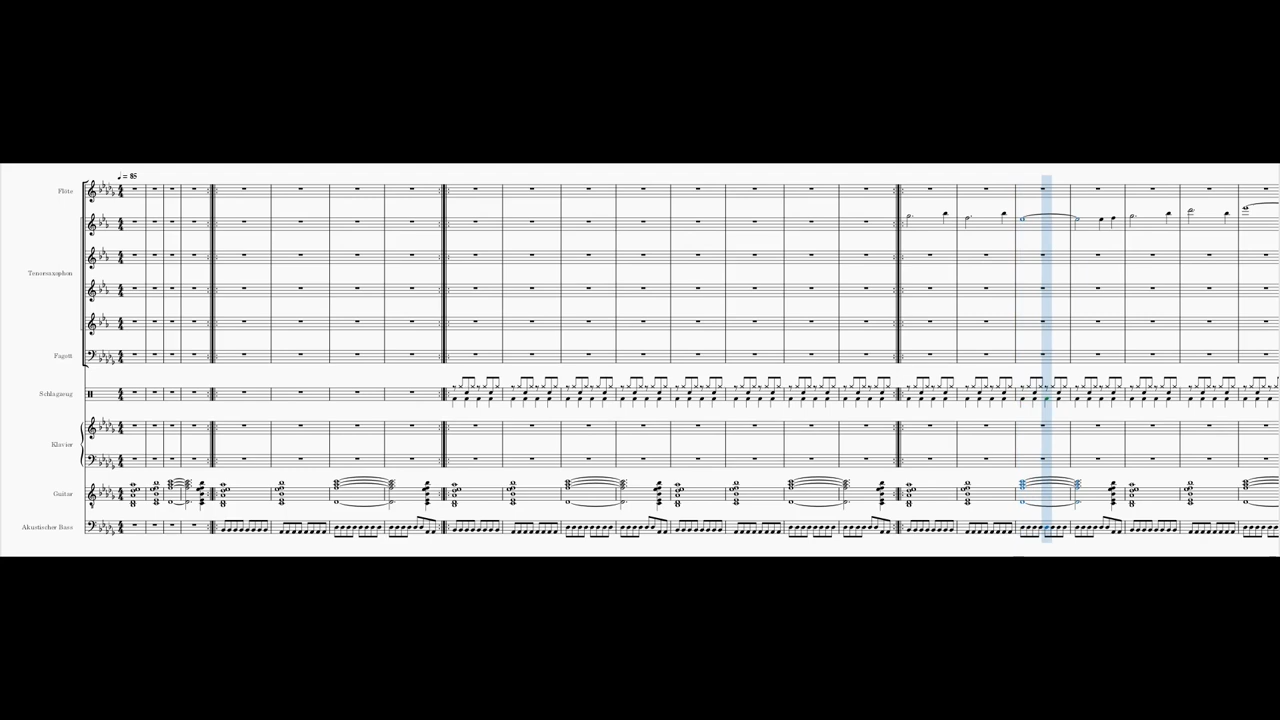 ♩ = 85
Flöte
Tenorsaxophon
Fagott
Schlagzeug
Klavier
Guitar
Akustischer Bass